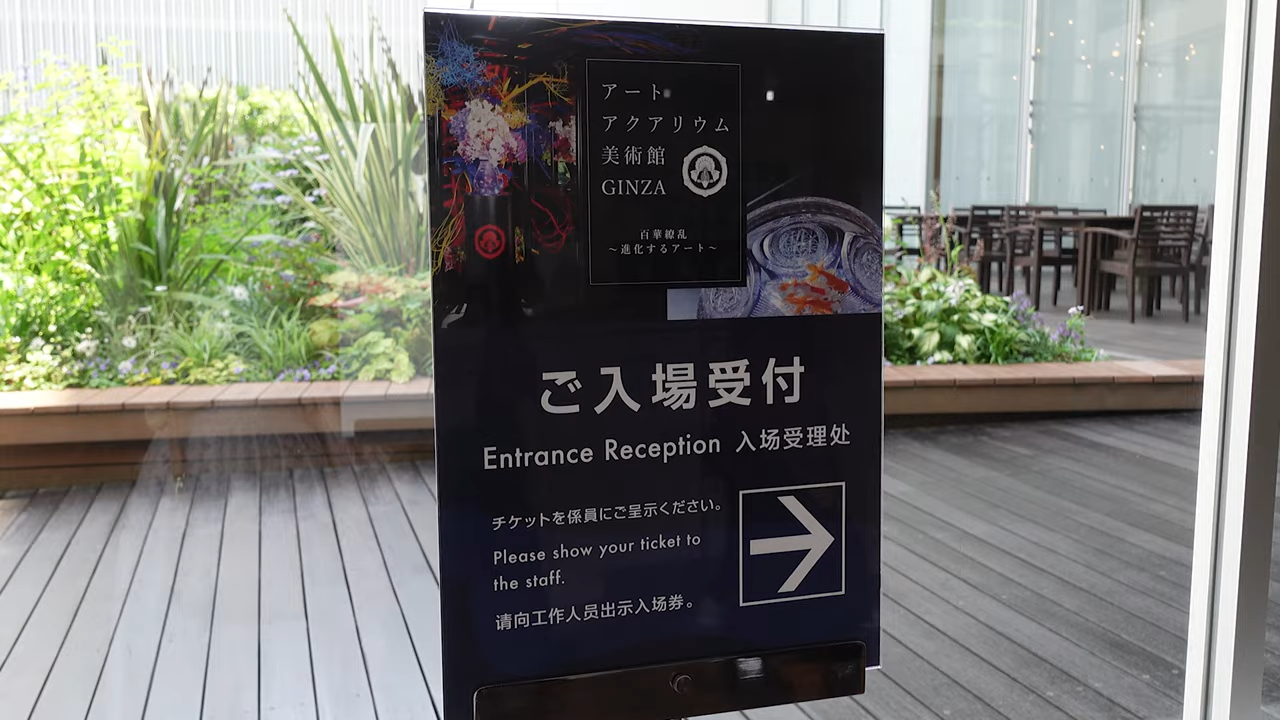 アート
アクアリウム
美術館
GINZA
百華繚乱
～進化するアート～
ご入場受付
Entrance Reception 入场受理处
チケットを係員にご呈示ください。
Please show your ticket to
the staff.
请向工作人员出示入场券。